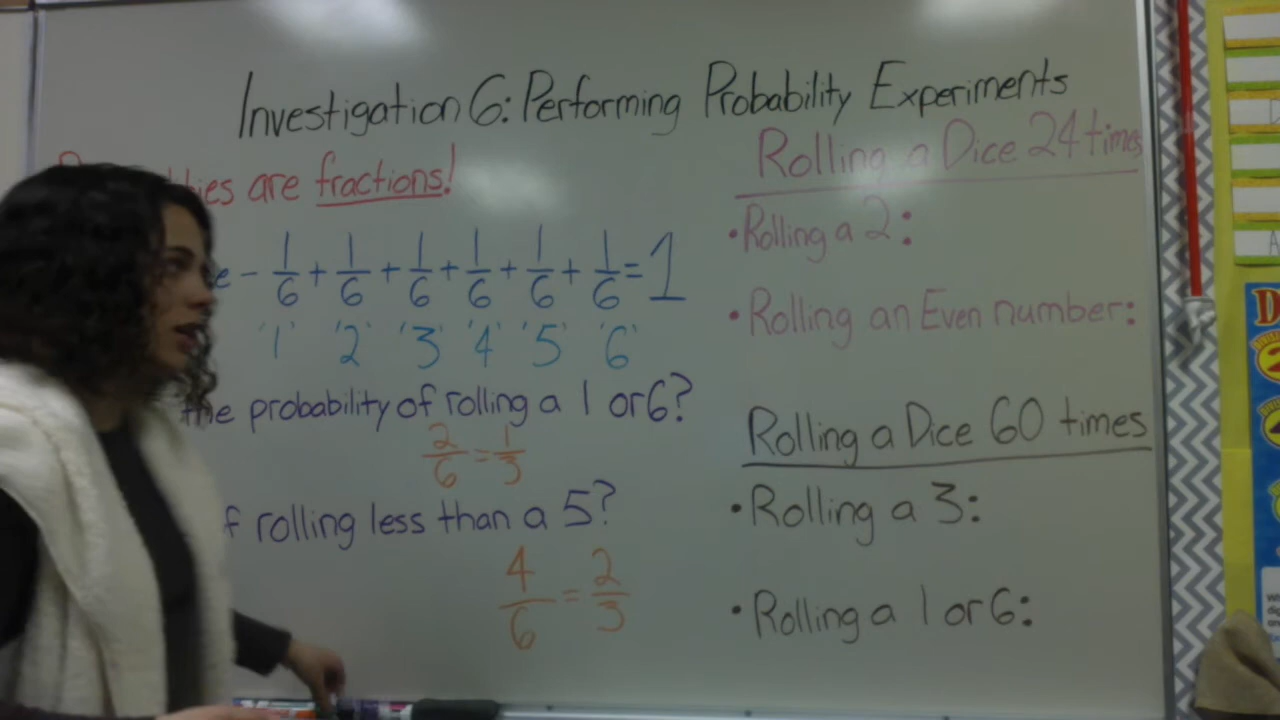 Investigation 6: Performing Probability Experiments
are fractions!
- 1/6 + 1/6 + 1/6 + 1/6 + 1/6 + 1/6 = 1
'1' '2' '3' '4' '5' '6'
the probability of rolling a 1 or 6?
2/6 = 1/3
rolling less than a 5?
4/6 = 2/3
Rolling a Dice 24 times
•Rolling a 2:
•Rolling an Even number:
Rolling a Dice 60 times
•Rolling a 3:
•Rolling a 1 or 6: